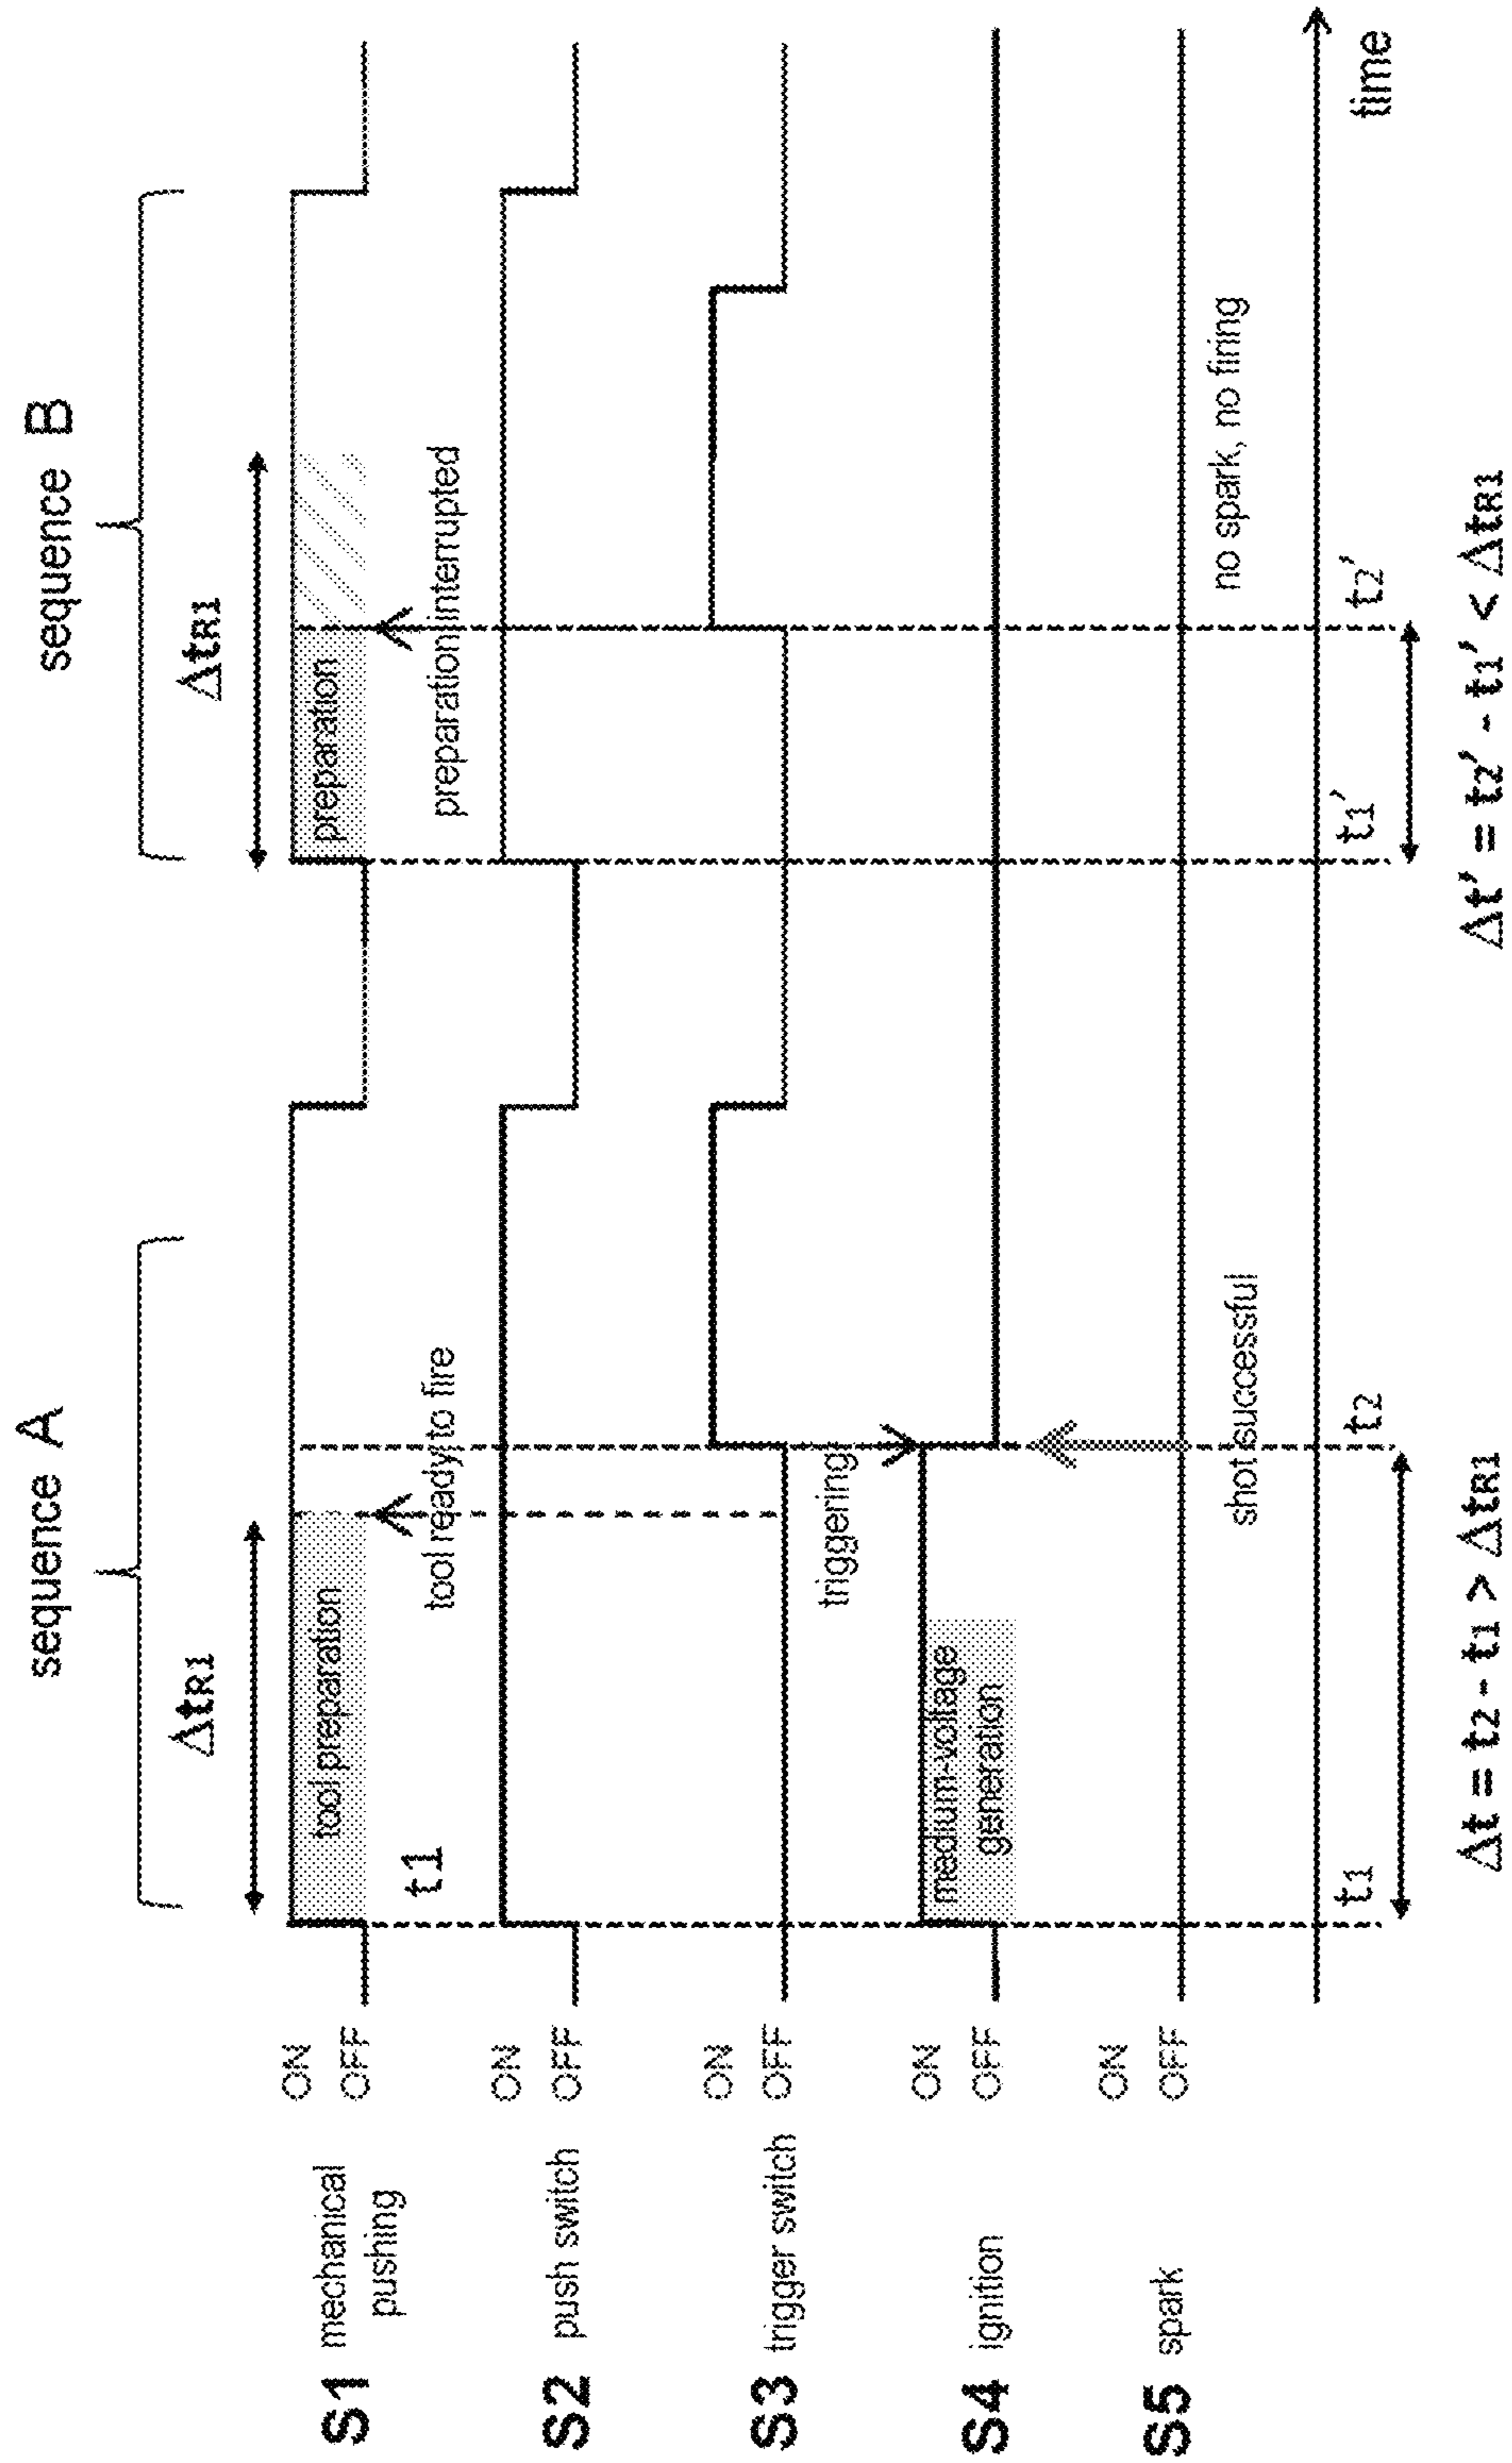 sequence A
sequence B
ΔtR1
ΔtR1
S1 mechanical
pushing
ON
OFF
tool preparation
preparation
t1
tool ready to fire
preparation interrupted
S2 push switch
ON
OFF
S3 trigger switch
ON
OFF
triggering
S4 ignition
ON
OFF
medium-voltage
generation
S5 spark
ON
OFF
shot successful
no spark, no firing
t1
t2
t1′
t2′
time
Δt = t2 - t1 > ΔtR1
Δt′ = t2′ - t1′ < ΔtR1